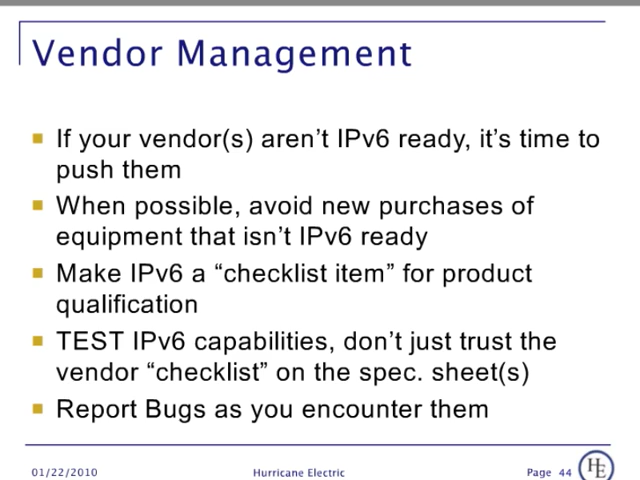 Vendor Management
If your vendor(s) aren’t IPv6 ready, it’s time to
push them
When possible, avoid new purchases of
equipment that isn’t IPv6 ready
Make IPv6 a “checklist item” for product
qualification
TEST IPv6 capabilities, don’t just trust the
vendor “checklist” on the spec. sheet(s)
Report Bugs as you encounter them
01/22/2010 Hurricane Electric Page 44 HE